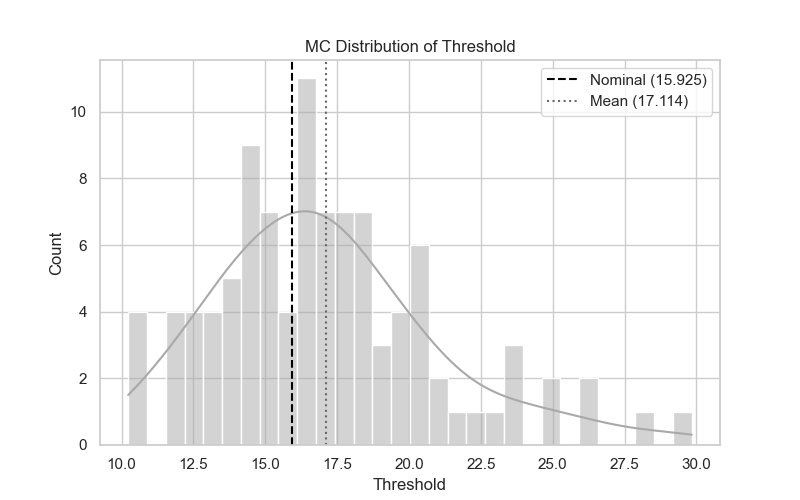 MC Distribution of Threshold
Nominal (15.925)
Mean (17.114)
Count
10
8
6
4
2
0
10.0 12.5 15.0 17.5 20.0 22.5 25.0 27.5 30.0
Threshold